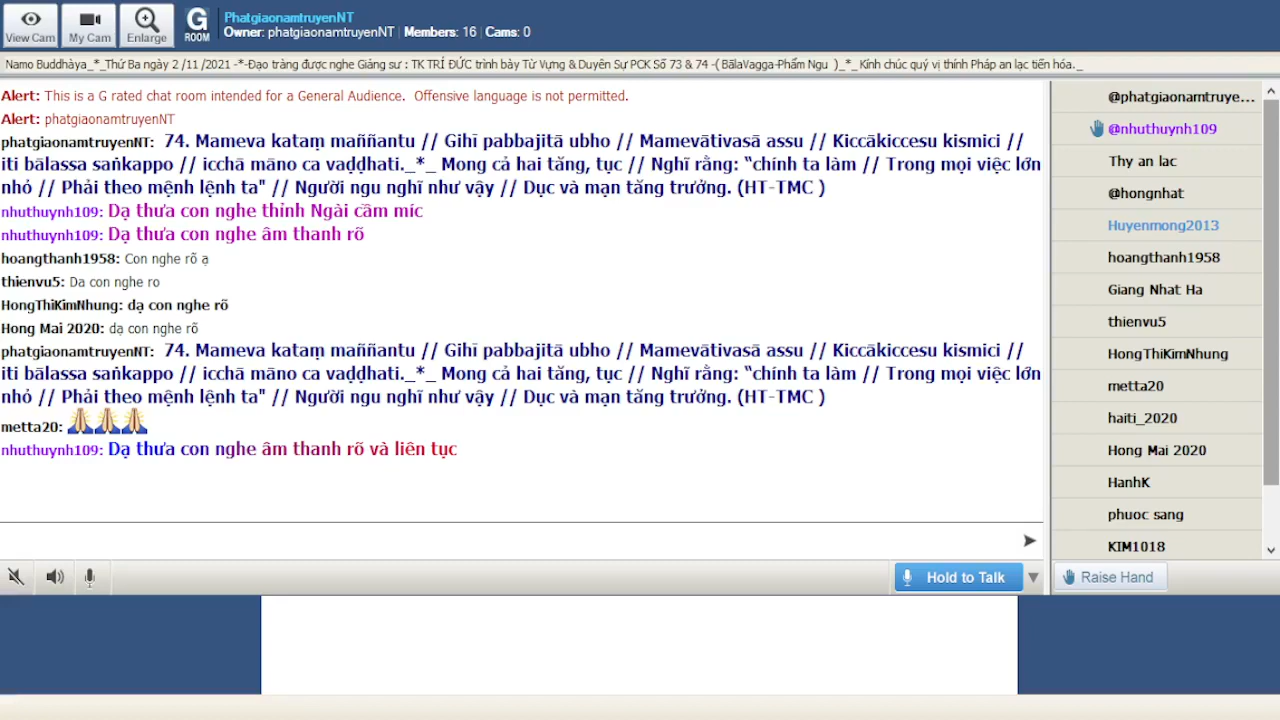 View Cam
My Cam
Enlarge
G
ROOM
PhatgiaonamtruyenNT
Owner: phatgiaonamtruyenNT | Members: 16 | Cams: 0
Namo Buddhàya_*_Thứ Ba ngày 2 /11 /2021 -*-Đạo tràng được nghe Giảng sư : TK TRÍ ĐỨC trình bày Từ Vựng & Duyên Sự PCK Số 73 & 74 -( BālaVagga-Phẩm Ngu )_*_ Kính chúc quý vị thính Pháp an lạc tiến hóa._
Alert: This is a G rated chat room intended for a General Audience. Offensive language is not permitted.
Alert: phatgiaonamtruyenNT
phatgiaonamtruyenNT: 74. Mameva kataṃ maññantu // Gihī pabbajitā ubho // Mamevātivasā assu // Kiccākiccesu kismici //
iti bālassa saṅkappo // icchā māno ca vaḍḍhati._*_ Mong cả hai tăng, tục // Nghĩ rằng: “chính ta làm // Trong mọi việc lớn
nhỏ // Phải theo mệnh lệnh ta" // Người ngu nghĩ như vậy // Dục và mạn tăng trưởng. (HT-TMC )
nhuthuynh109: Dạ thưa con nghe thỉnh Ngài cầm míc
nhuthuynh109: Dạ thưa con nghe âm thanh rõ
hoangthanh1958: Con nghe rõ ạ
thienvu5: Da con nghe ro
HongThiKimNhung: dạ con nghe rõ
Hong Mai 2020: dạ con nghe rõ
phatgiaonamtruyenNT: 74. Mameva kataṃ maññantu // Gihī pabbajitā ubho // Mamevātivasā assu // Kiccākiccesu kismici //
iti bālassa saṅkappo // icchā māno ca vaḍḍhati._*_ Mong cả hai tăng, tục // Nghĩ rằng: “chính ta làm // Trong mọi việc lớn
nhỏ // Phải theo mệnh lệnh ta" // Người ngu nghĩ như vậy // Dục và mạn tăng trưởng. (HT-TMC )
metta20: 🙏🙏🙏
nhuthuynh109: Dạ thưa con nghe âm thanh rõ và liên tục
Hold to Talk
@phatgiaonamtruye...
@nhuthuynh109
Thy an lac
@hongnhat
Huyenmong2013
hoangthanh1958
Giang Nhat Ha
thienvu5
HongThiKimNhung
metta20
haiti_2020
Hong Mai 2020
HanhK
phuoc sang
KIM1018
Raise Hand